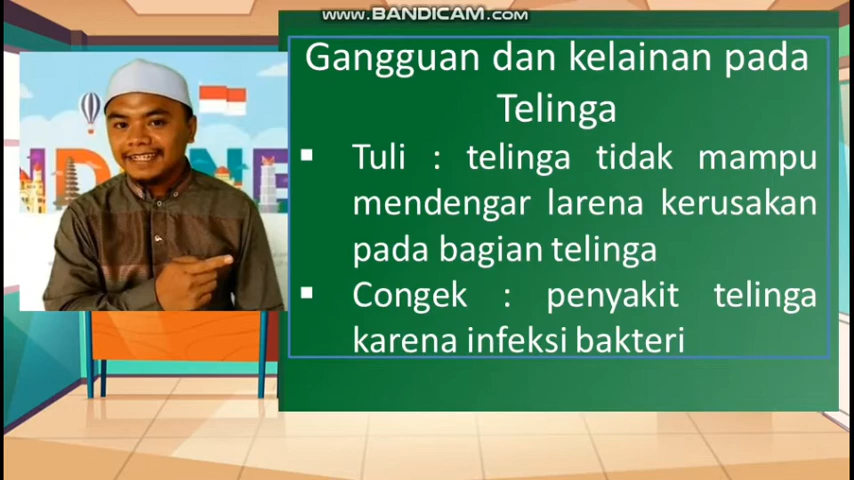 WWW.BANDICAM.COM
Gangguan dan kelainan pada
Telinga
▪ Tuli : telinga tidak mampu
mendengar larena kerusakan
pada bagian telinga
▪ Congek : penyakit telinga
karena infeksi bakteri